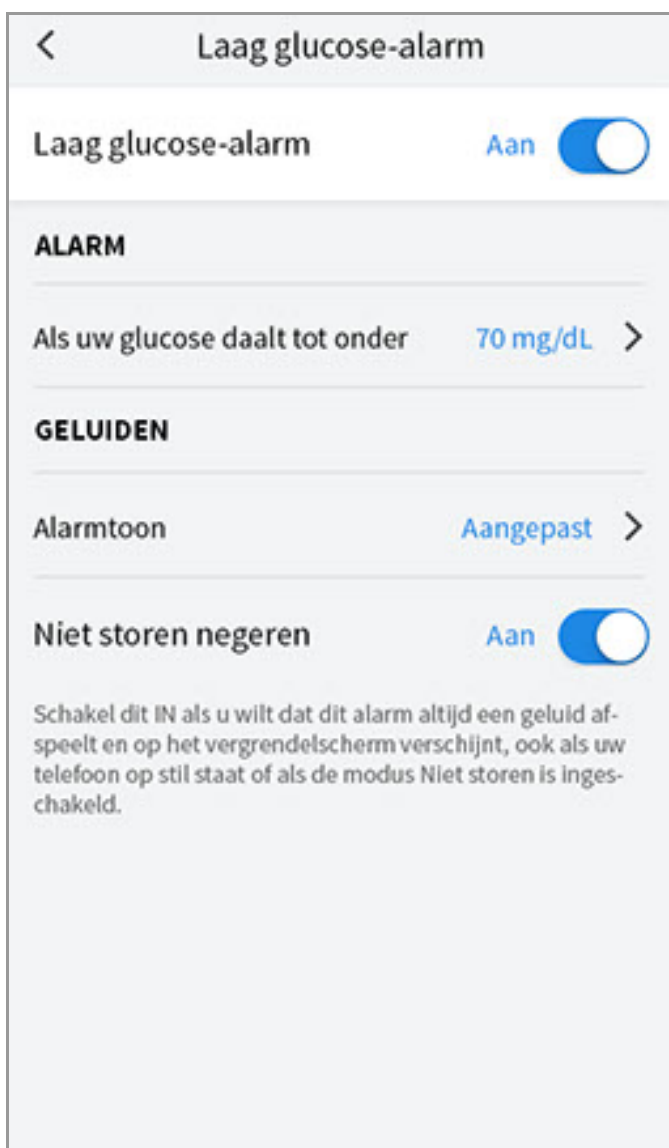 Laag glucose-alarm
Laag glucose-alarm Aan
ALARM
Als uw glucose daalt tot onder 70 mg/dL
GELUIDEN
Alarmtoon Aangepast
Niet storen negeren Aan
Schakel dit IN als u wilt dat dit alarm altijd een geluid af-
speelt en op het vergrendelscherm verschijnt, ook als uw
telefoon op stil staat of als de modus Niet storen is inges-
chakeld.